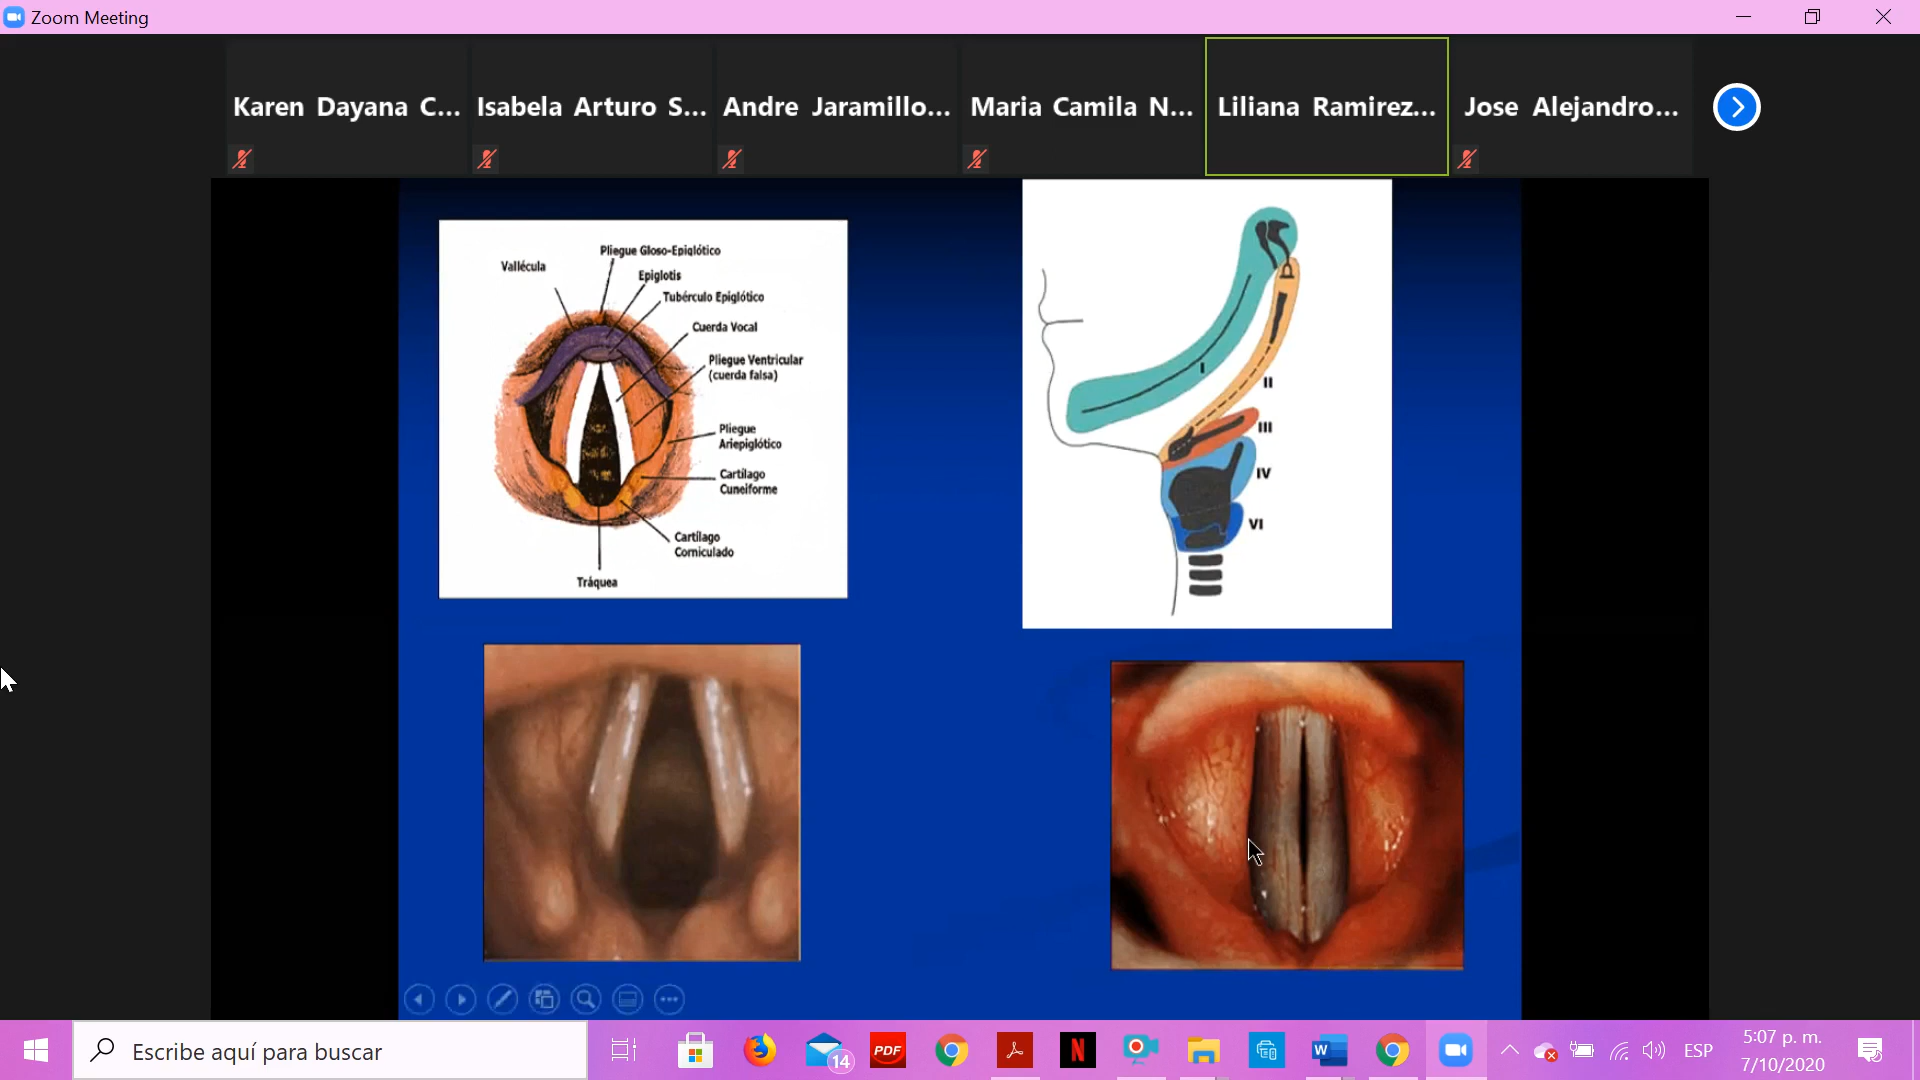 Zoom Meeting
Karen Dayana C...
Isabela Arturo S...
Andre Jaramillo...
Maria Camila N...
Liliana Ramirez...
Jose Alejandro...
Pliegue Gloso-Epiglótico
Vallécula
Epiglotis
Tubérculo Epiglótico
Cuerda Vocal
Pliegue Ventricular
(cuerda falsa)
Pliegue
Ariepiglótico
Cartílago
Cuneiforme
Cartílago
Corniculado
Tráquea
I
II
III
IV
VI
Escribe aquí para buscar
14
PDF
N
W
ESP
5:07 p. m.
7/10/2020